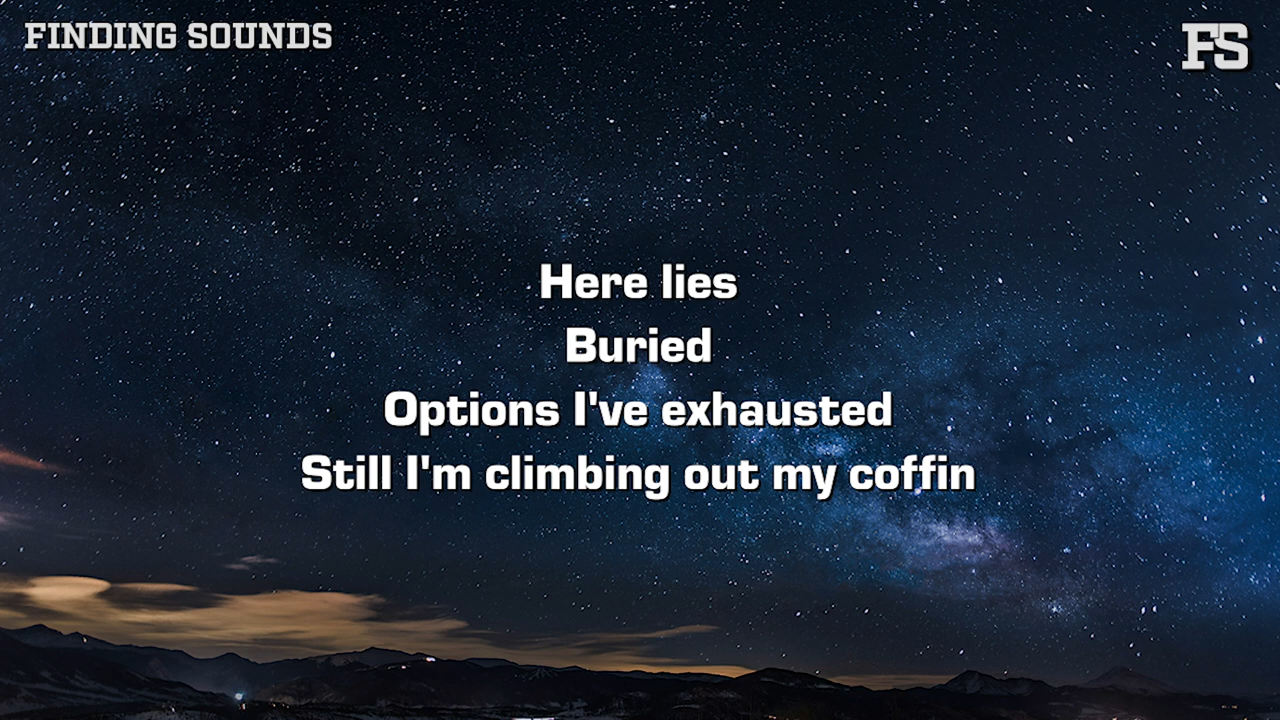 FINDING SOUNDS
FS
Here lies
Buried
Options I've exhausted
Still I'm climbing out my coffin